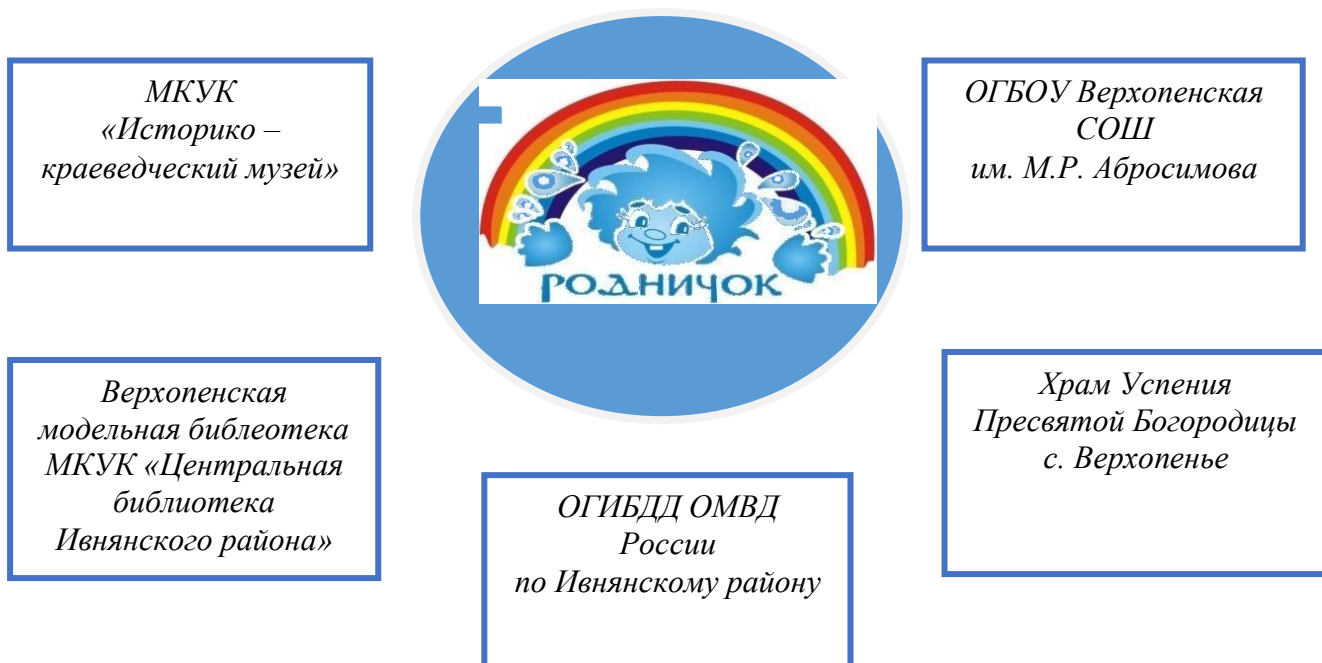 МКУК
«Историко –
краеведческий музей»
РОДНИЧОК
ОГБОУ Верхопенская
СОШ
им. М.Р. Абросимова
Верхопенская
модельная библеотека
МКУК «Центральная
библиотека
Ивнянского района»
ОГИБДД ОМВД
России
по Ивнянскому району
Храм Успения
Пресвятой Богородицы
с. Верхопенье